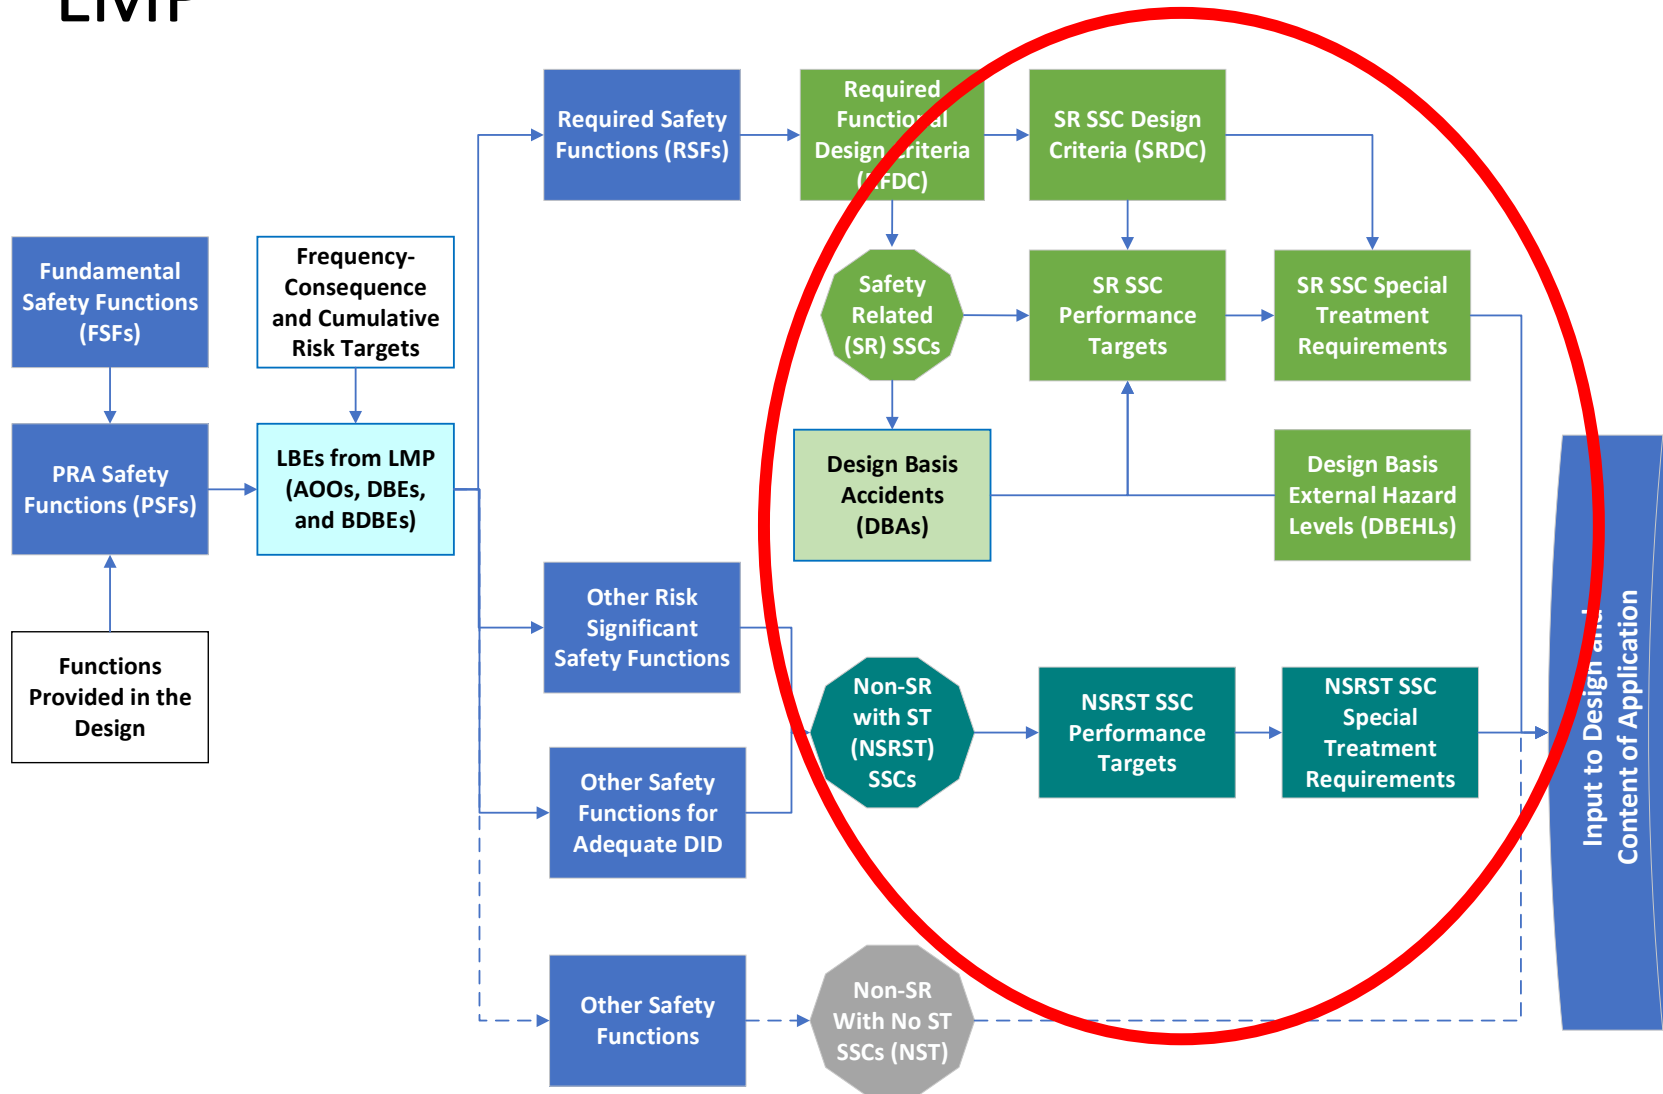 LMP
Required Safety
Functions (RSFs)
Required
Functional
Design Criteria
(RFDC)
SR SSC Design
Criteria (SRDC)
Fundamental
Safety Functions
(FSFs)
Frequency-
Consequence
and Cumulative
Risk Targets
Safety
Related
(SR) SSCs
SR SSC
Performance
Targets
SR SSC Special
Treatment
Requirements
PRA Safety
Functions (PSFs)
LBEs from LMP
(AOOs, DBEs,
and BDBEs)
Design Basis
Accidents
(DBAs)
Design Basis
External Hazard
Levels (DBEHLs)
Functions
Provided in the
Design
Other Risk
Significant
Safety Functions
Non-SR
with ST
(NSRST)
SSCs
NSRST SSC
Performance
Targets
NSRST SSC
Special
Treatment
Requirements
Other Safety
Functions for
Adequate DID
Other Safety
Functions
Non-SR
With No ST
SSCs (NST)
Input to Design and
Content of Application